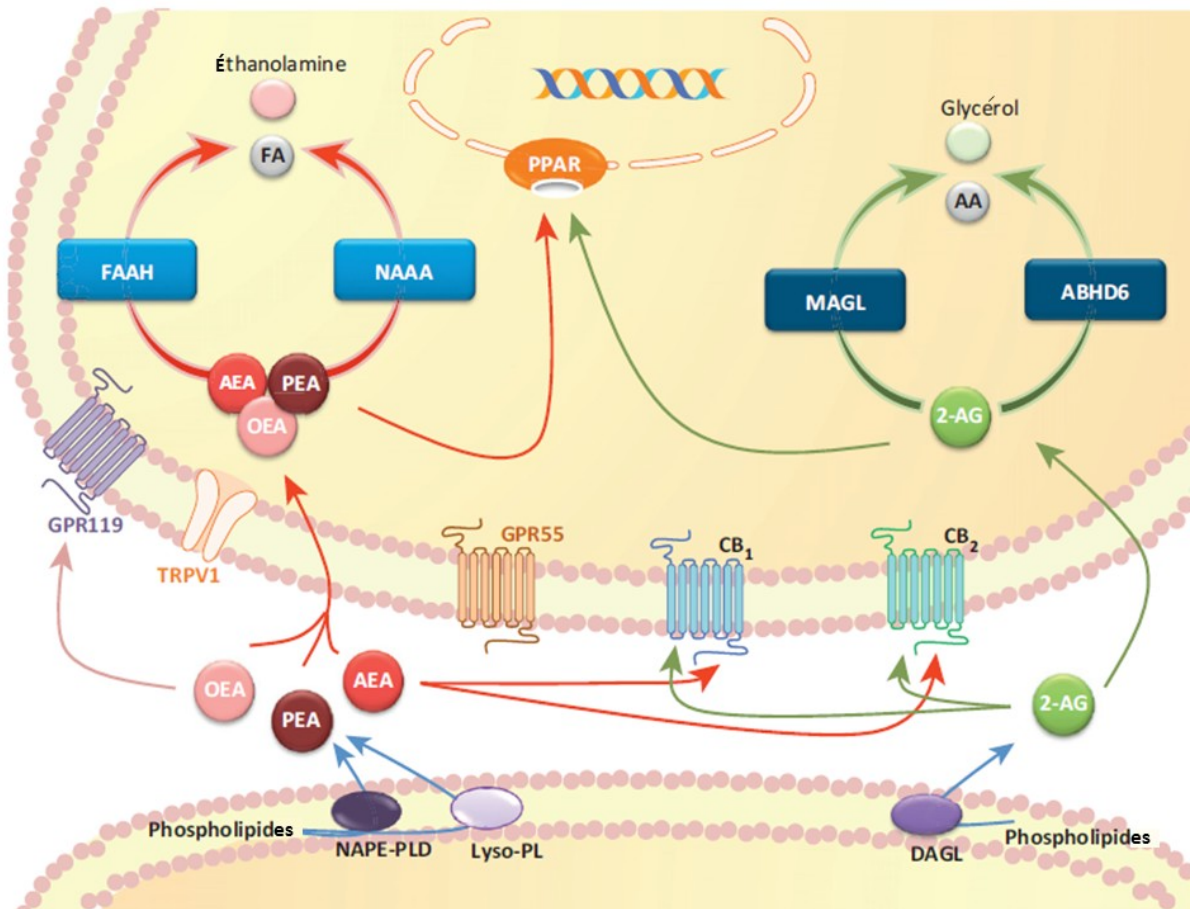 Éthanolamine
FA
FAAH
NAAA
AEA
PEA
OEA
PPAR
Glycérol
AA
MAGL
ABHD6
2-AG
GPR119
TRPV1
GPR55
CB1
CB2
OEA
PEA
AEA
2-AG
Phospholipides
NAPE-PLD
Lyso-PL
DAGL
Phospholipides